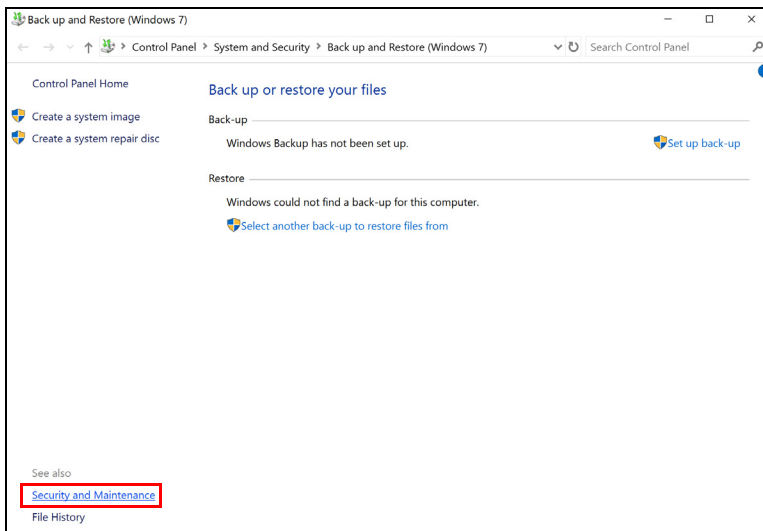 Back up and Restore (Windows 7)
Control Panel > System and Security > Back up and Restore (Windows 7)
Search Control Panel
Control Panel Home
Create a system image
Create a system repair disc
Back up or restore your files
Back-up
Windows Backup has not been set up.
Set up back-up
Restore
Windows could not find a back-up for this computer.
Select another back-up to restore files from
See also
Security and Maintenance
File History